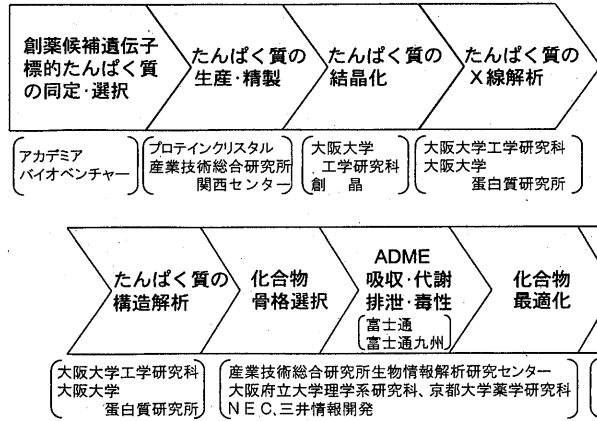 創薬候補遺伝子
標的たんぱく質
の同定・選択
たんぱく質の
生産・精製
たんぱく質の
結晶化
たんぱく質の
X線解析
アカデミア
バイオベンチャー
プロテインクリスタル
産業技術総合研究所
関西センター
大阪大学
工学研究科
創 晶
大阪大学工学研究科
大阪大学
蛋白質研究所
たんぱく質の
構造解析
化合物
骨格選択
ADME
吸収・代謝
排泄・毒性
富士通
富士通九州
化合物
最適化
大阪大学工学研究科
大阪大学
蛋白質研究所
産業技術総合研究所生物情報解析研究センター
大阪府立大学理学系研究科、京都大学薬学研究科
NEC、三井情報開発